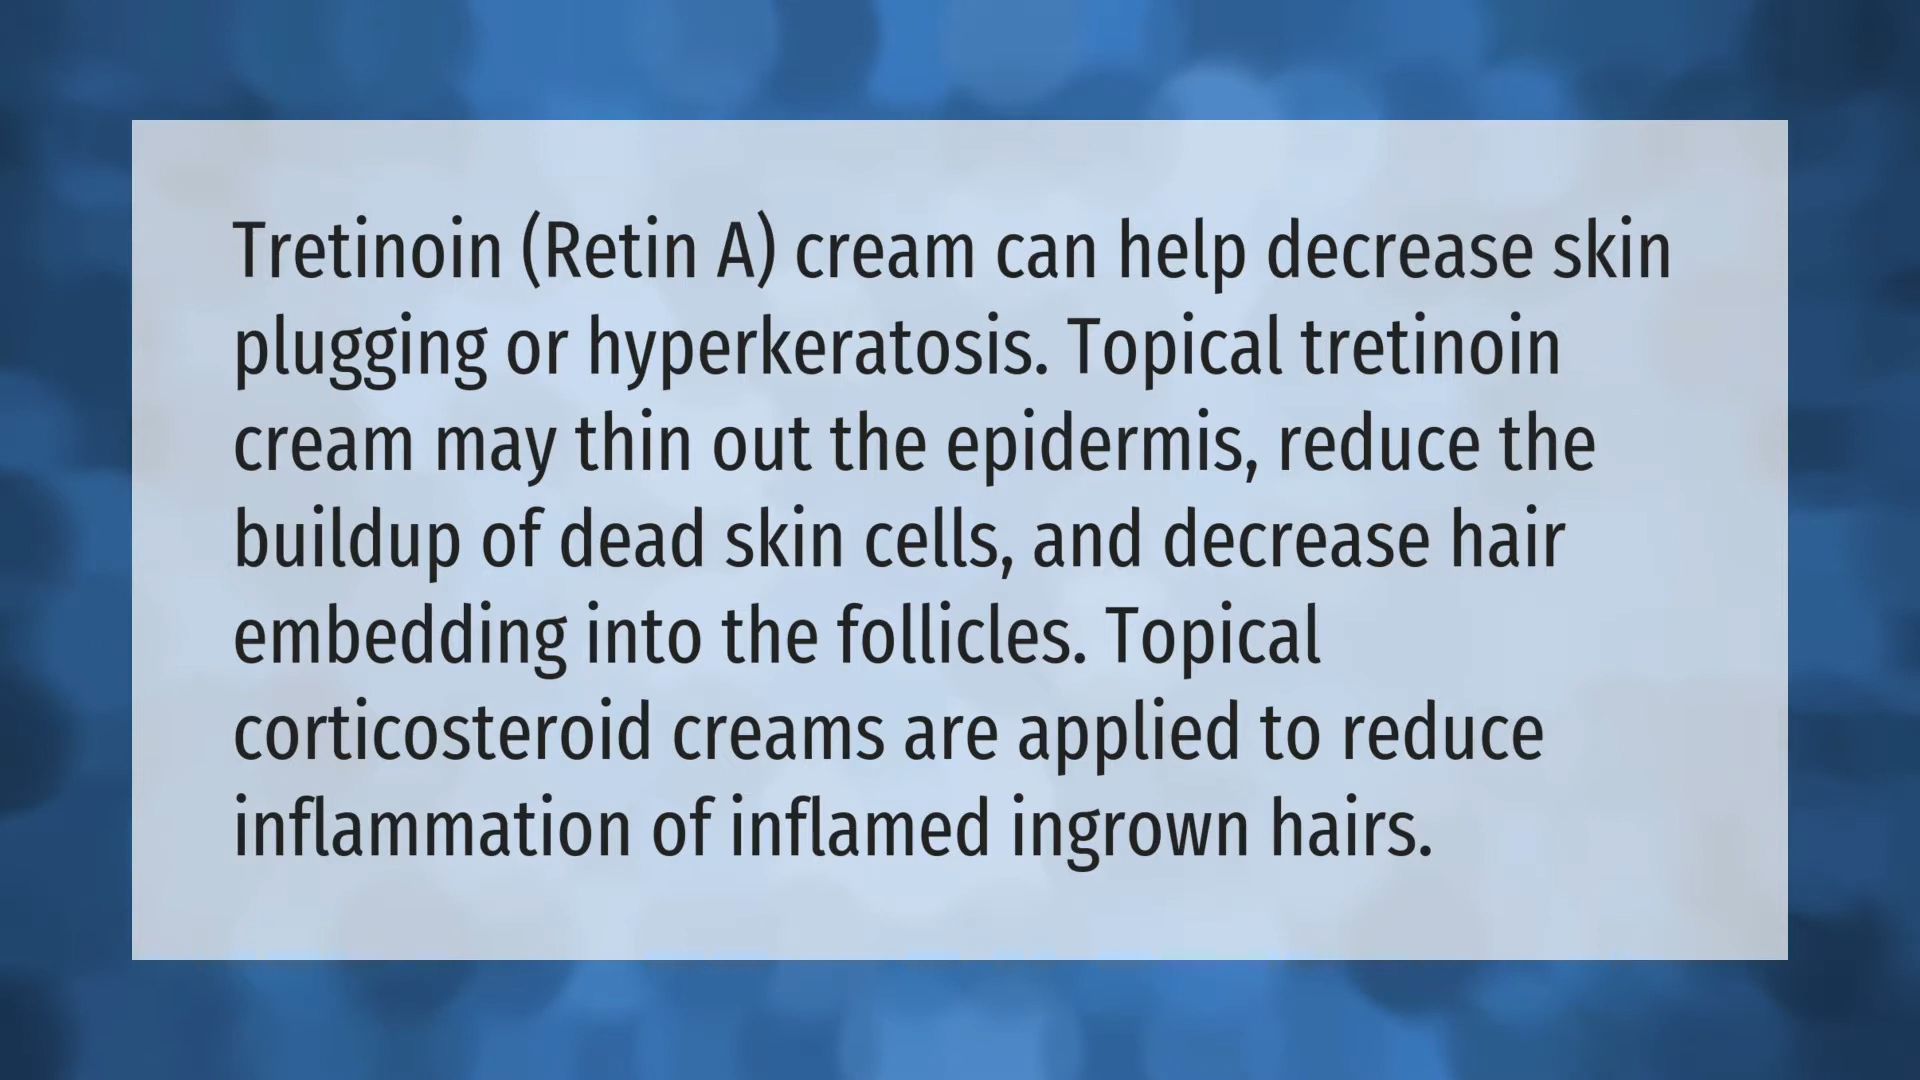 Tretinoin (Retin A) cream can help decrease skin
plugging or hyperkeratosis. Topical tretinoin
cream may thin out the epidermis, reduce the
buildup of dead skin cells, and decrease hair
embedding into the follicles. Topical
corticosteroid creams are applied to reduce
inflammation of inflamed ingrown hairs.